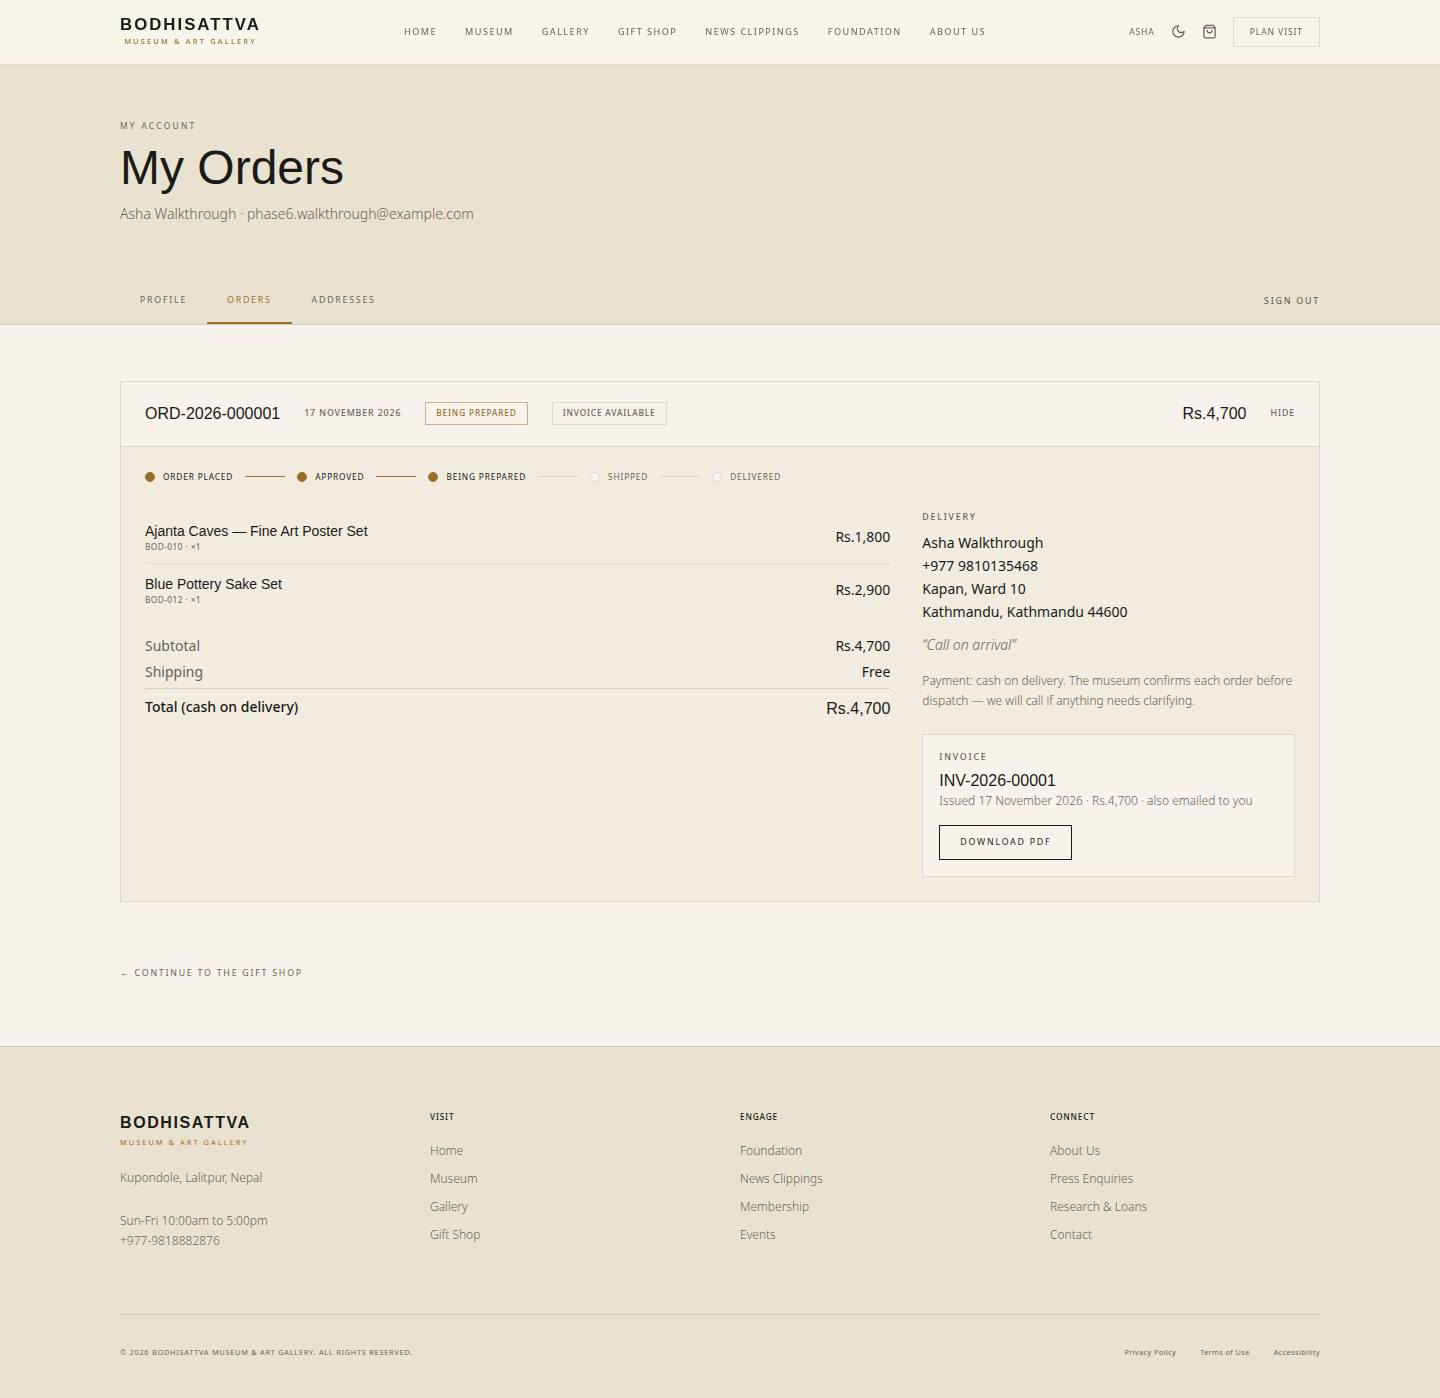 BODHISATTVA
MUSEUM & ART GALLERY
HOME MUSEUM GALLERY GIFT SHOP NEWS CLIPPINGS FOUNDATION ABOUT US
ASHA PLAN VISIT
MY ACCOUNT
My Orders
Asha Walkthrough · phase6.walkthrough@example.com
PROFILE ORDERS ADDRESSES SIGN OUT
ORD-2026-000001 17 NOVEMBER 2026 BEING PREPARED INVOICE AVAILABLE Rs.4,700 HIDE
ORDER PLACED APPROVED BEING PREPARED SHIPPED DELIVERED
Ajanta Caves — Fine Art Poster Set
BOD-010 · ×1
Rs.1,800
Blue Pottery Sake Set
BOD-012 · ×1
Rs.2,900
Subtotal Rs.4,700
Shipping Free
Total (cash on delivery) Rs.4,700
DELIVERY
Asha Walkthrough
+977 9810135468
Kapan, Ward 10
Kathmandu, Kathmandu 44600
“Call on arrival”
Payment: cash on delivery. The museum confirms each order before
dispatch — we will call if anything needs clarifying.
INVOICE
INV-2026-00001
Issued 17 November 2026 · Rs.4,700 · also emailed to you
DOWNLOAD PDF
← CONTINUE TO THE GIFT SHOP
BODHISATTVA
MUSEUM & ART GALLERY
Kupondole, Lalitpur, Nepal
Sun-Fri 10:00am to 5:00pm
+977-9818882876
VISIT
Home
Museum
Gallery
Gift Shop
ENGAGE
Foundation
News Clippings
Membership
Events
CONNECT
About Us
Press Enquiries
Research & Loans
Contact
© 2026 BODHISATTVA MUSEUM & ART GALLERY. ALL RIGHTS RESERVED.
Privacy Policy Terms of Use Accessibility